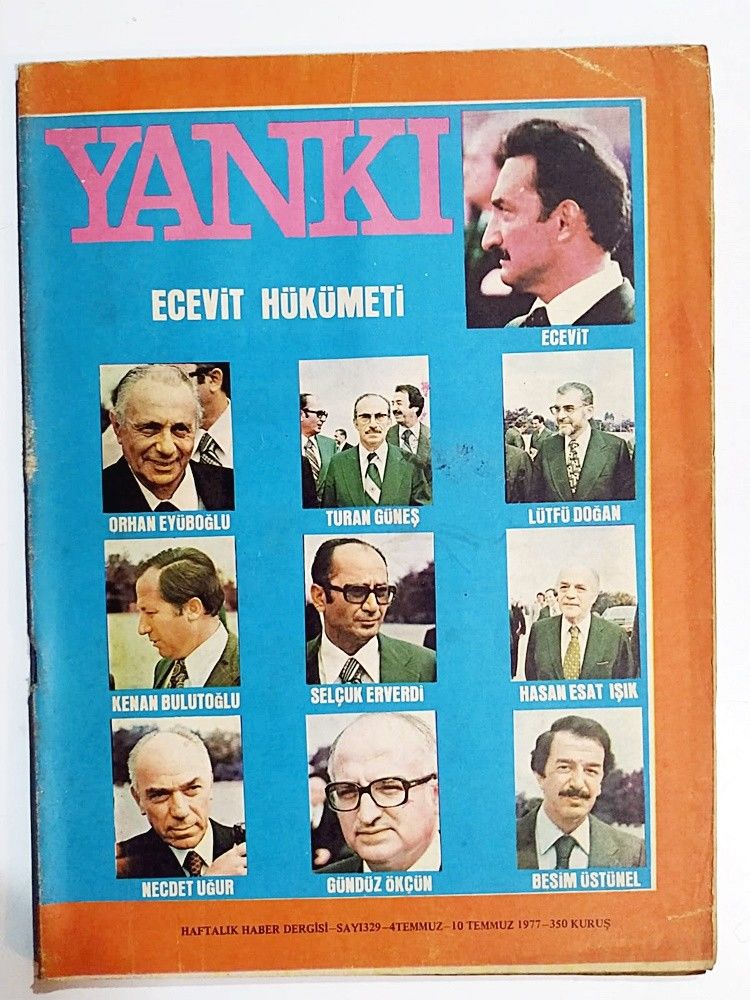 YANKI
ECEVİT HÜKÜMETİ
ECEVİT
ORHAN EYÜBOĞLU
TURAN GÜNEŞ
LÜTFÜ DOĞAN
KENAN BULUTOĞLU
SELÇUK ERVERDİ
HASAN ESAT IŞIK
NECDET UĞUR
GÜNDÜZ ÖKÇÜN
BESİM ÜSTÜNEL
HAFTALIK HABER DERGİSİ-SAYI329-4TEMMUZ-10 TEMMUZ 1977-350 KURUŞ